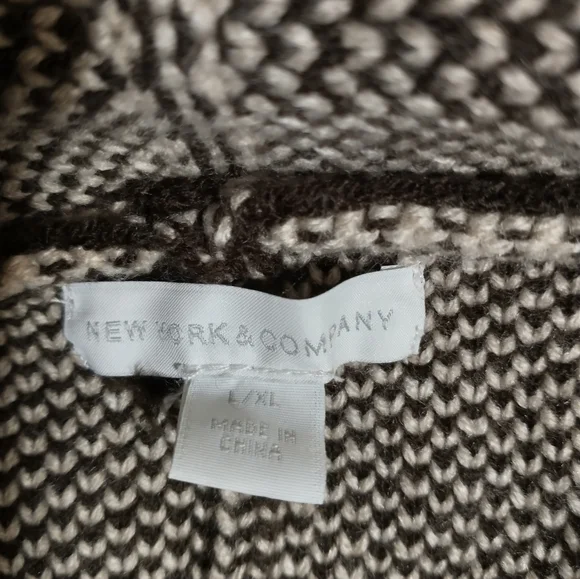 NEW YORK & COMPANY
L/XL
MADE IN
CHINA